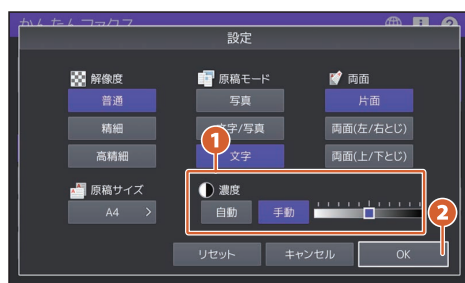 かんたんファクス
設定
解像度
普通
精細
高精細
原稿サイズ
A4 >
原稿モード
写真
文字/写真
文字
両面
片面
両面(左/右とじ)
両面(上/下とじ)
1
濃度
自動
手動
2
リセット
キャンセル
OK